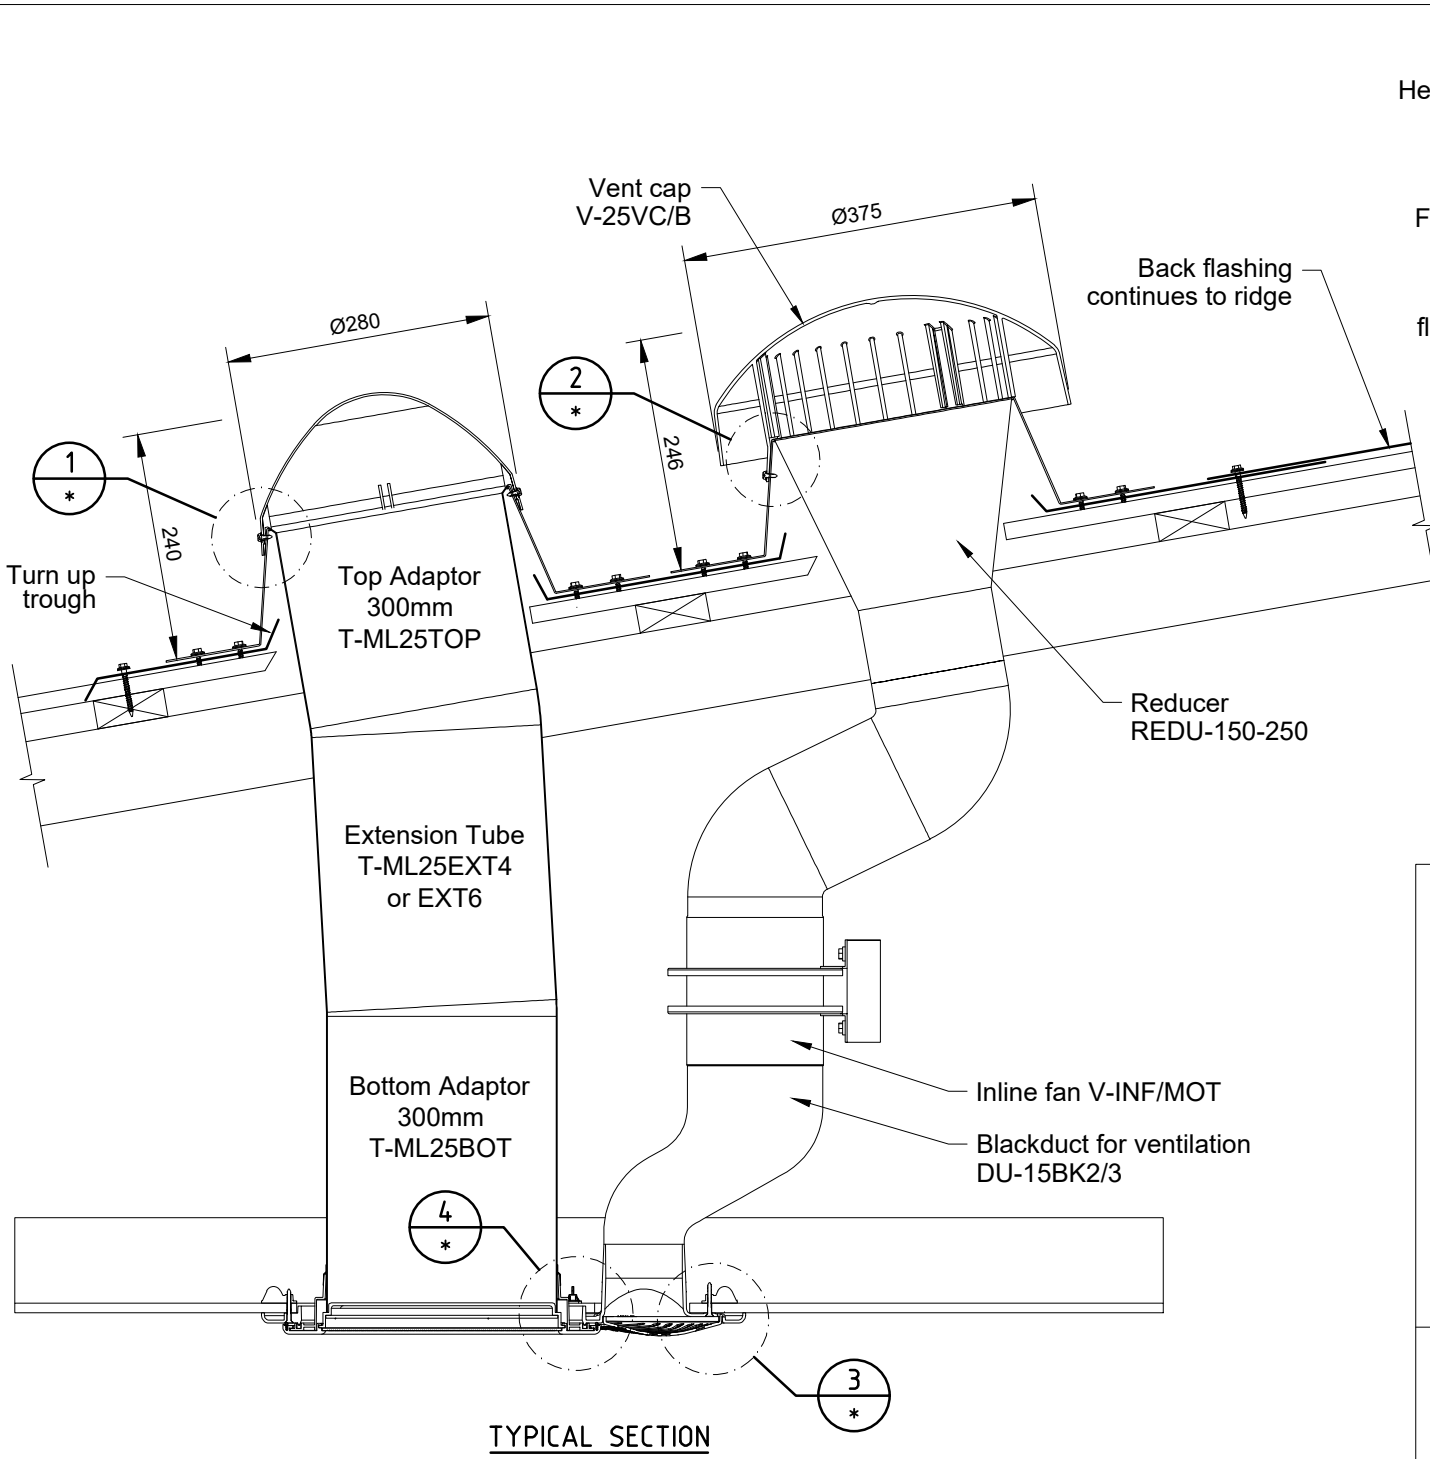 He
Vent cap
V-25VC/B
Ø375
F
Back flashing
continues to ridge
fl
Ø280
2
*
246
1
*
240
Turn up
trough
Top Adaptor
300mm
T-ML25TOP
Reducer
REDU-150-250
Extension Tube
T-ML25EXT4
or EXT6
Bottom Adaptor
300mm
T-ML25BOT
Inline fan V-INF/MOT
Blackduct for ventilation
DU-15BK2/3
4
*
3
*
TYPICAL SECTION